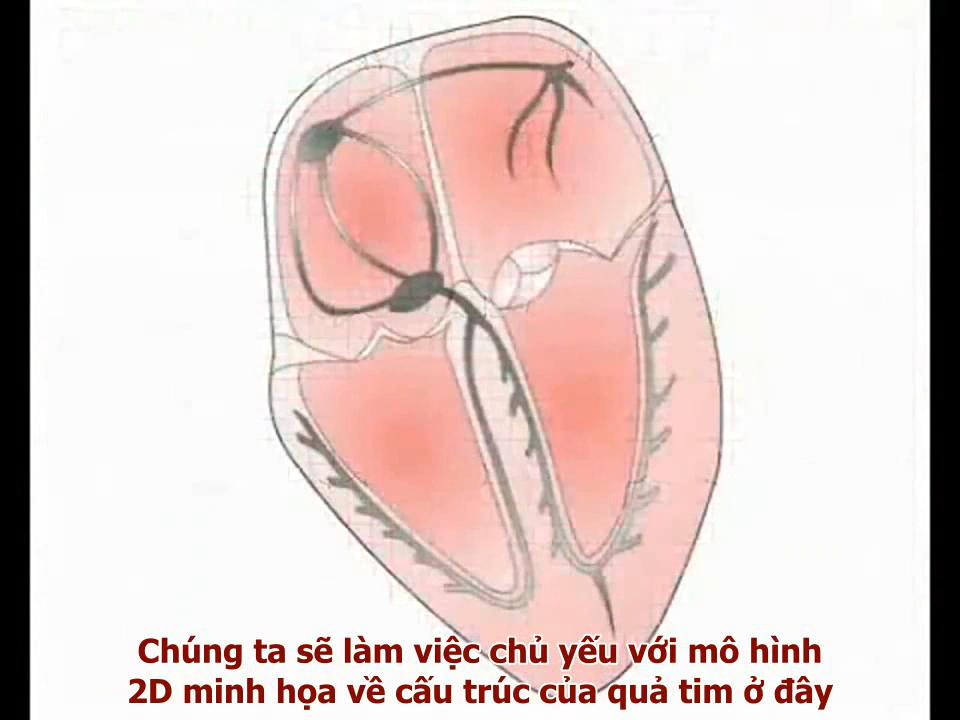 Chúng ta sẽ làm việc chủ yếu với mô hình
2D minh họa về cấu trúc của quả tim ở đây